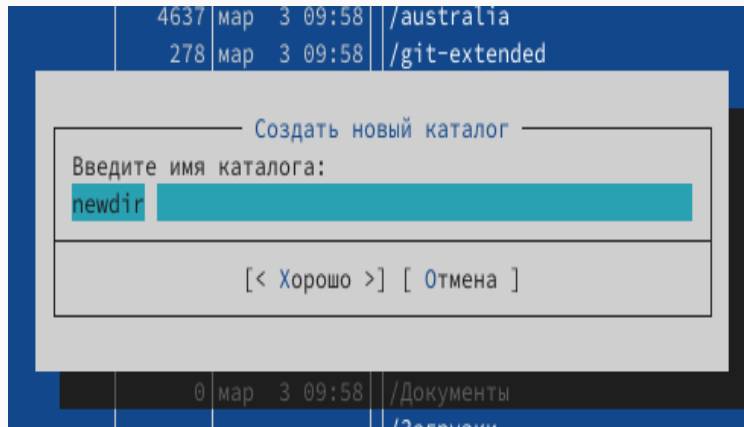 4637 мар 3 09:58 /australia
278 мар 3 09:58 /git-extended
Создать новый каталог
Введите имя каталога:
newdir
[< Хорошо >] [ Отмена ]
0 мар 3 09:58 /Документы
/Загрузки